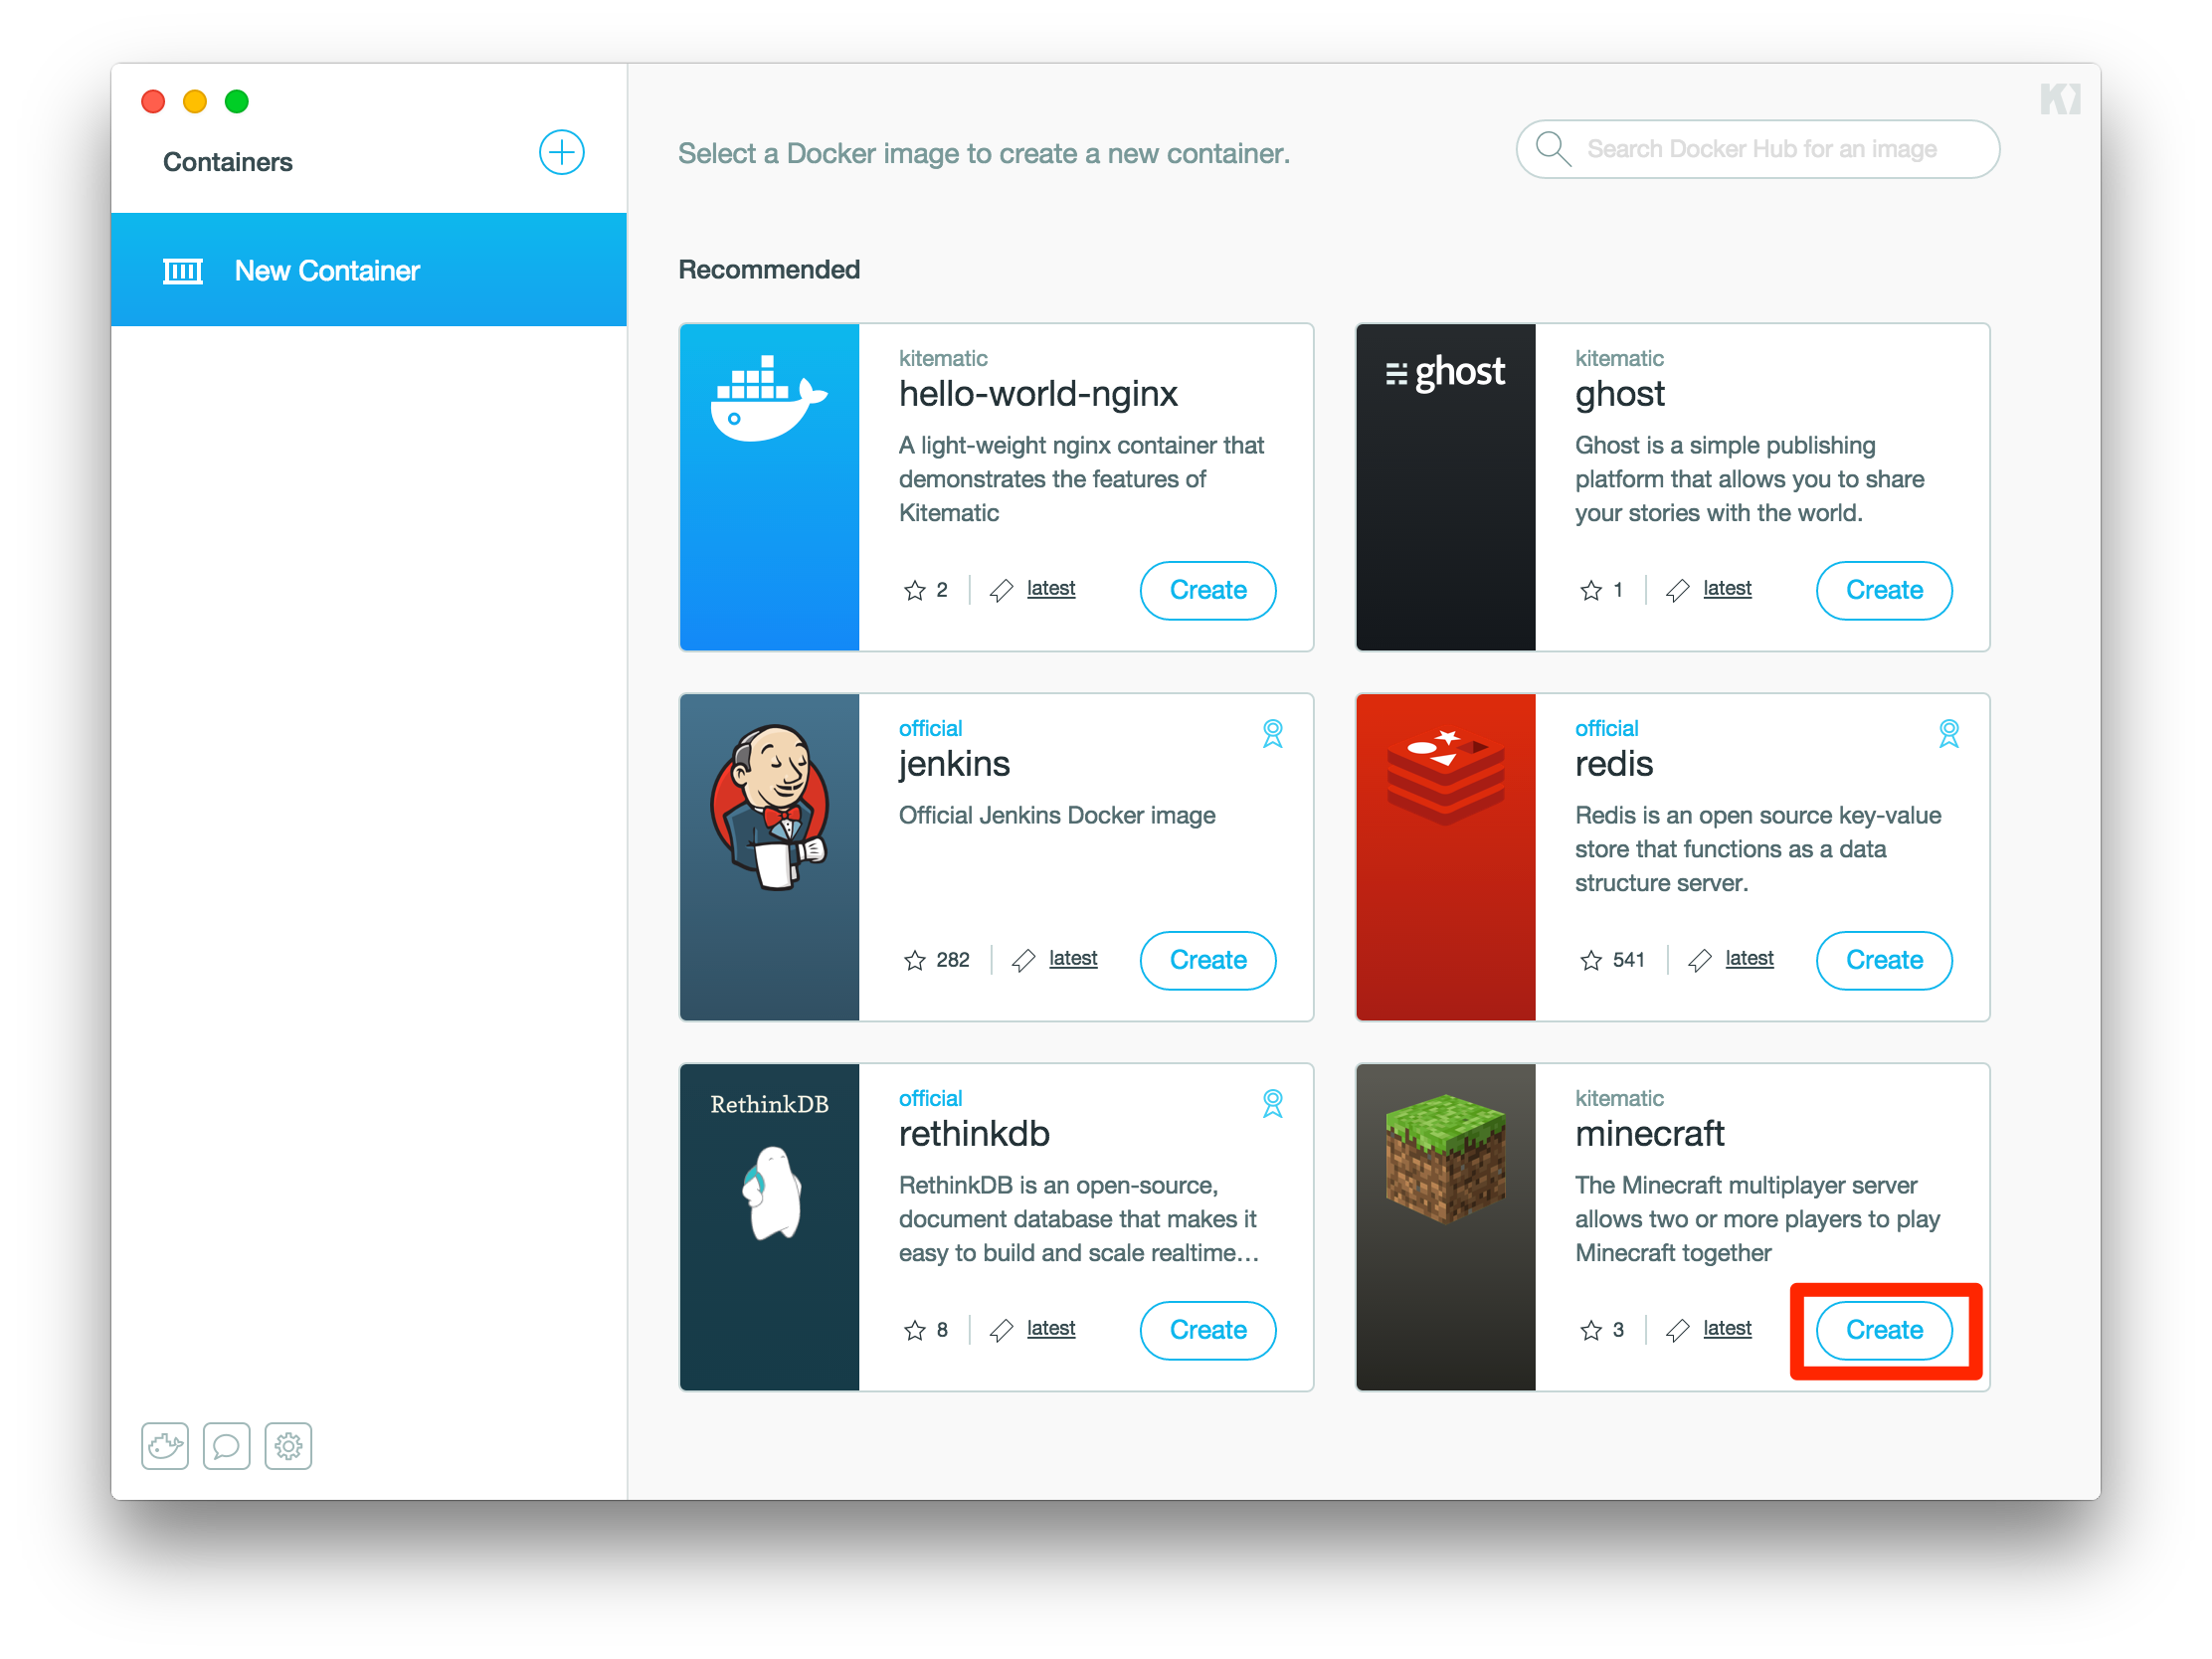 Containers
New Container
Select a Docker image to create a new container.
Search Docker Hub for an image
Recommended
kitematic
hello-world-nginx
A light-weight nginx container that
demonstrates the features of
Kitematic
2
latest
Create
ghost
kitematic
ghost
Ghost is a simple publishing
platform that allows you to share
your stories with the world.
1
latest
Create
official
jenkins
Official Jenkins Docker image
282
latest
Create
official
redis
Redis is an open source key-value
store that functions as a data
structure server.
541
latest
Create
RethinkDB
official
rethinkdb
RethinkDB is an open-source,
document database that makes it
easy to build and scale realtime…
8
latest
Create
kitematic
minecraft
The Minecraft multiplayer server
allows two or more players to play
Minecraft together
3
latest
Create